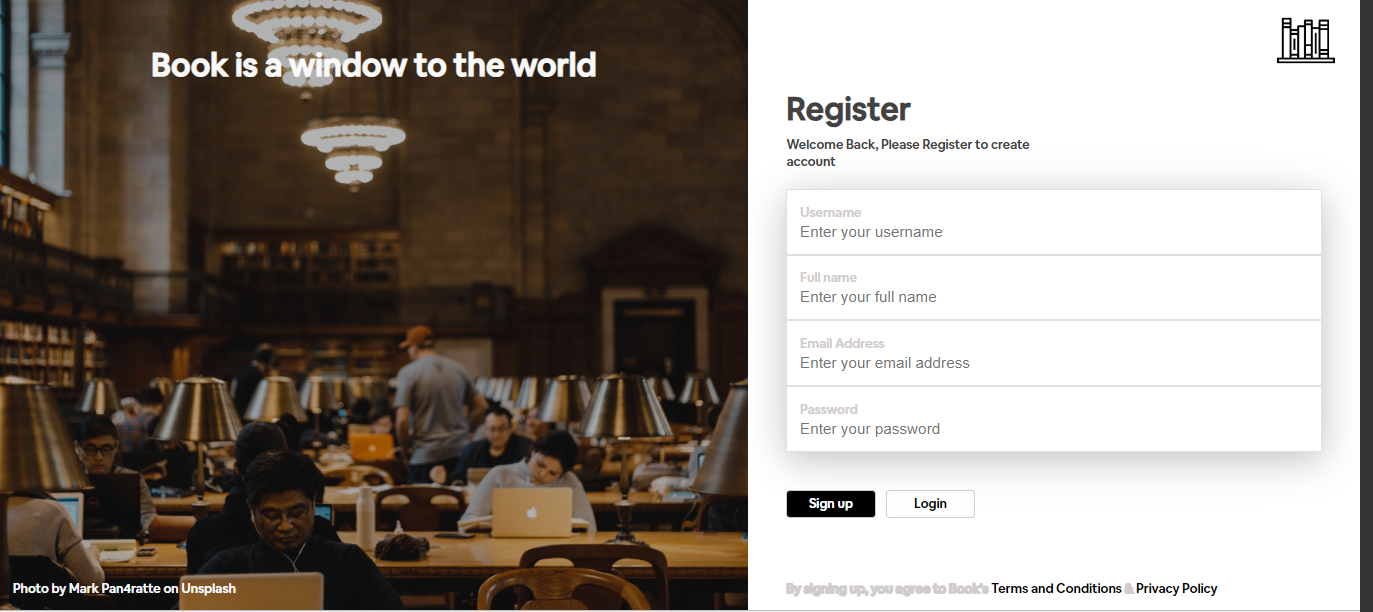 Book is a window to the world
Photo by Mark Pan4ratte on Unsplash
Register
Welcome Back, Please Register to create
account
Username
Enter your username
Full name
Enter your full name
Email Address
Enter your email address
Password
Enter your password
Sign up
Login
By signing up, you agree to Book's Terms and Conditions & Privacy Policy